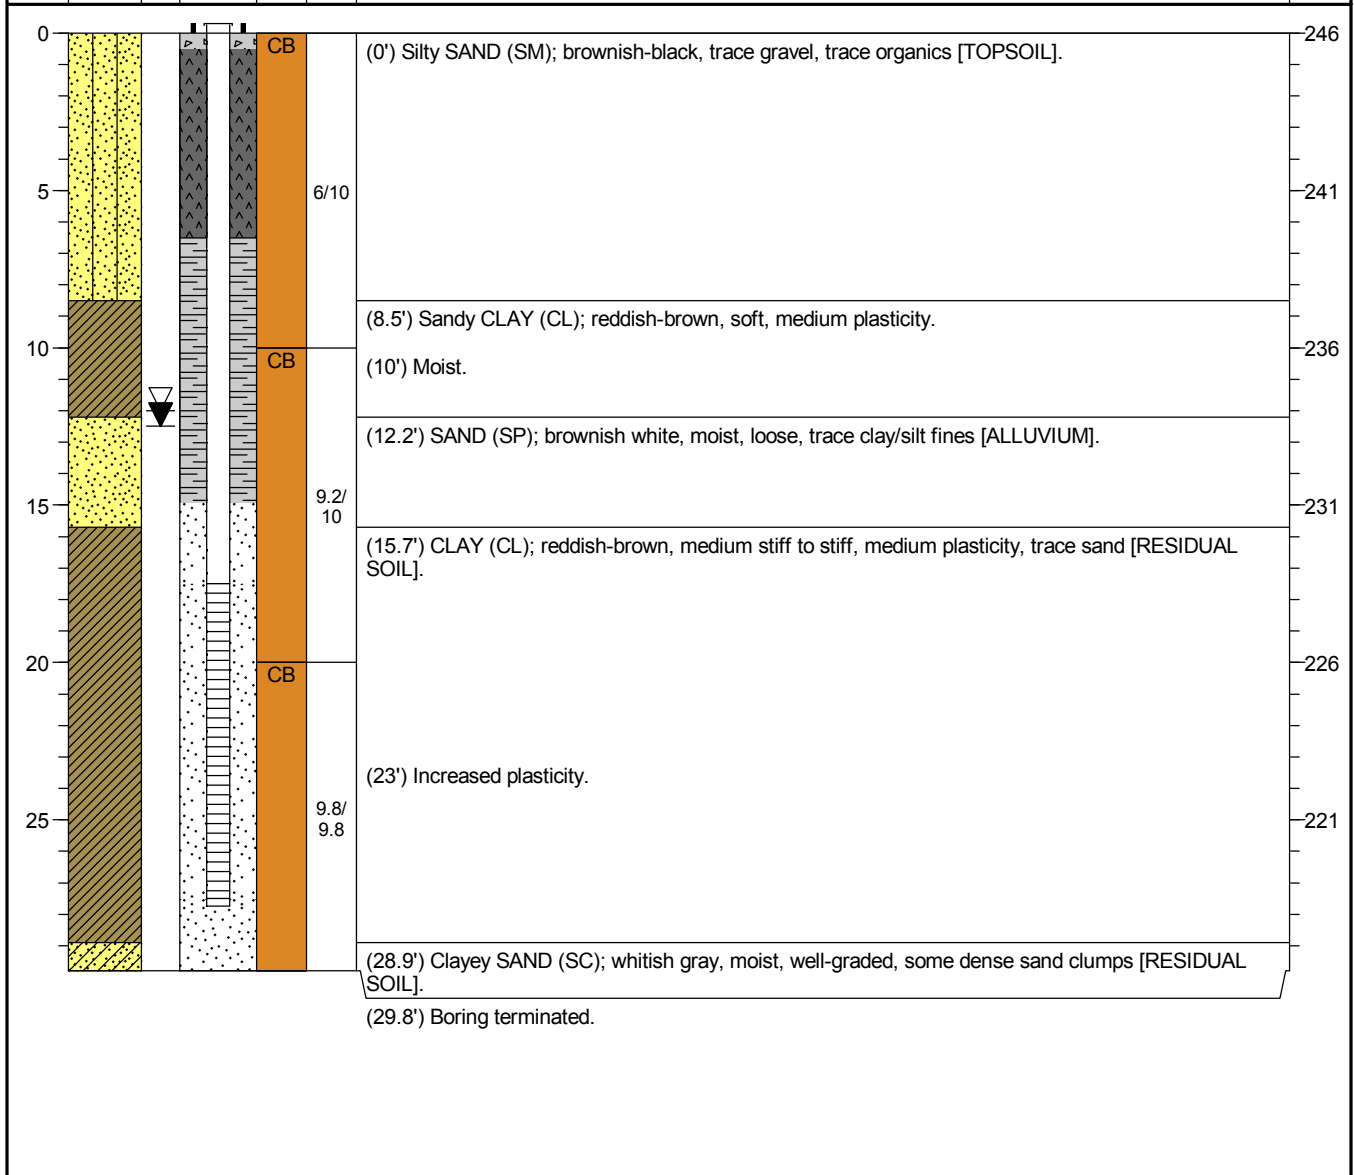 0
CB
(0') Silty SAND (SM); brownish-black, trace gravel, trace organics [TOPSOIL].
246
5
6/10
241
(8.5') Sandy CLAY (CL); reddish-brown, soft, medium plasticity.
10
CB
(10') Moist.
236
(12.2') SAND (SP); brownish white, moist, loose, trace clay/silt fines [ALLUVIUM].
15
9.2/
10
231
(15.7') CLAY (CL); reddish-brown, medium stiff to stiff, medium plasticity, trace sand [RESIDUAL
SOIL].
20
CB
226
(23') Increased plasticity.
25
9.8/
9.8
221
(28.9') Clayey SAND (SC); whitish gray, moist, well-graded, some dense sand clumps [RESIDUAL
SOIL].
(29.8') Boring terminated.